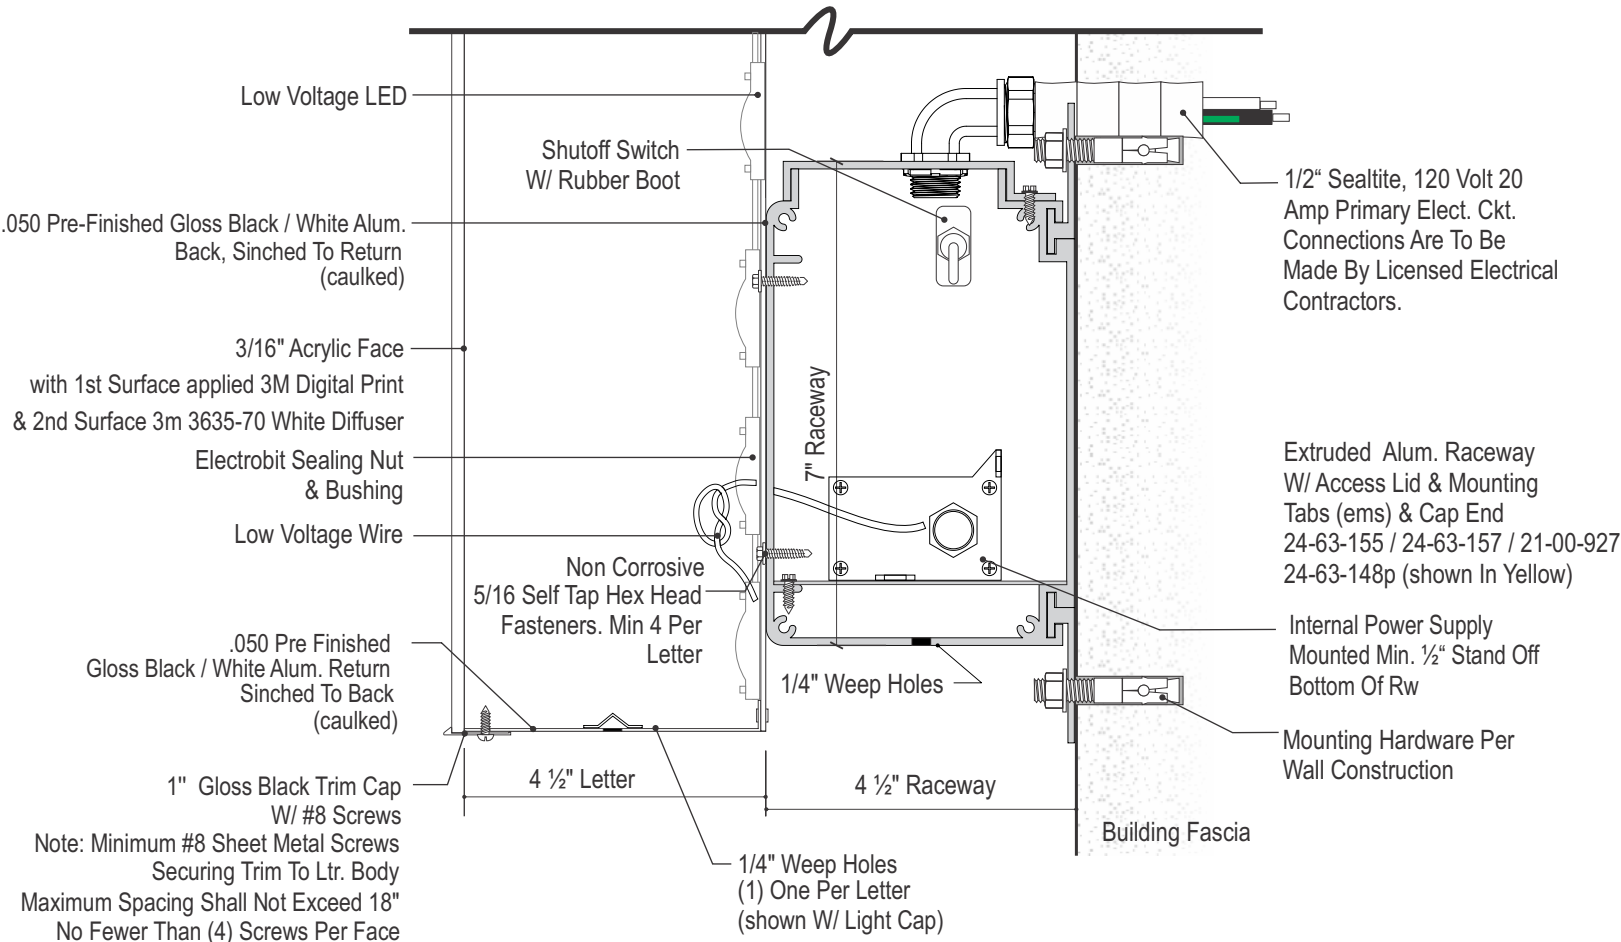 Low Voltage LED
Shutoff Switch
W/ Rubber Boot
.050 Pre-Finished Gloss Black / White Alum.
Back, Sinched To Return
(caulked)
3/16" Acrylic Face
with 1st Surface applied 3M Digital Print
& 2nd Surface 3m 3635-70 White Diffuser
Electrobit Sealing Nut
& Bushing
Low Voltage Wire
Non Corrosive
5/16 Self Tap Hex Head
Fasteners. Min 4 Per
Letter
.050 Pre Finished
Gloss Black / White Alum. Return
Sinched To Back
(caulked)
1" Gloss Black Trim Cap
W/ #8 Screws
Note: Minimum #8 Sheet Metal Screws
Securing Trim To Ltr. Body
Maximum Spacing Shall Not Exceed 18"
No Fewer Than (4) Screws Per Face
4 ½" Letter
4 ½" Raceway
7" Raceway
1/4" Weep Holes
1/4" Weep Holes
(1) One Per Letter
(shown W/ Light Cap)
1/2“ Sealtite, 120 Volt 20
Amp Primary Elect. Ckt.
Connections Are To Be
Made By Licensed Electrical
Contractors.
Extruded Alum. Raceway
W/ Access Lid & Mounting
Tabs (ems) & Cap End
24-63-155 / 24-63-157 / 21-00-927
24-63-148p (shown In Yellow)
Internal Power Supply
Mounted Min. ½“ Stand Off
Bottom Of Rw
Mounting Hardware Per
Wall Construction
Building Fascia